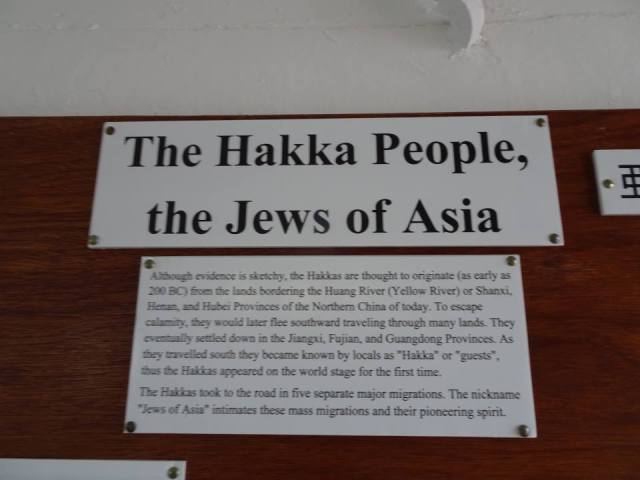 The Hakka People,
the Jews of Asia
Although evidence is sketchy, the Hakkas are thought to originate (as early as
200 BC) from the lands bordering the Huang River (Yellow River) or Shanxi,
Henan, and Hubei Provinces of the Northern China of today. To escape
calamity, they would later flee southward traveling through many lands. They
eventually settled down in the Jiangxi, Fujian, and Guangdong Provinces. As
they travelled south they became known by locals as "Hakka" or "guests",
thus the Hakkas appeared on the world stage for the first time.
The Hakkas took to the road in five separate major migrations. The nickname
"Jews of Asia" intimates these mass migrations and their pioneering spirit.